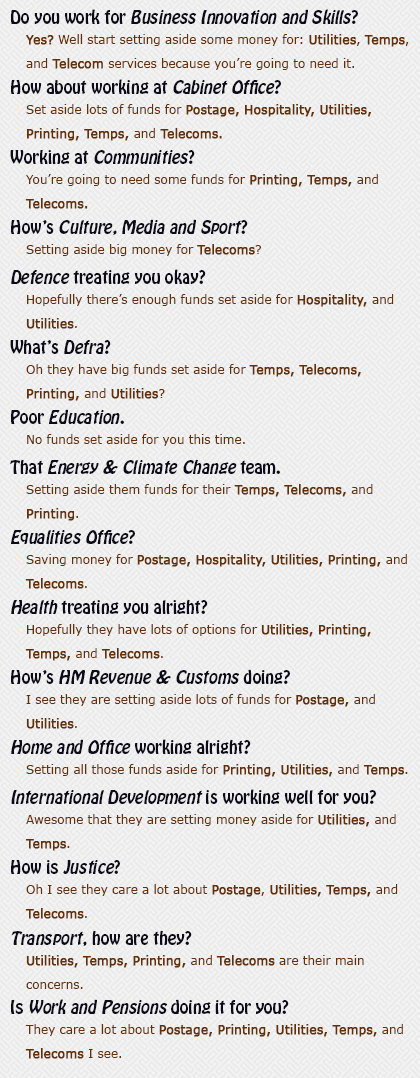 Do you work for Business Innovation and Skills?
Yes? Well start setting aside some money for: Utilities, Temps,
and Telecom services because you're going to need it.
How about working at Cabinet Office?
Set aside lots of funds for Postage, Hospitality, Utilities,
Printing, Temps, and Telecoms.
Working at Communities?
You're going to need some funds for Printing, Temps, and
Telecoms.
How's Culture, Media and Sport?
Setting aside big money for Telecoms?
Defence treating you okay?
Hopefully there's enough funds set aside for Hospitality, and
Utilities.
What's Defra?
Oh they have big funds set aside for Temps, Telecoms,
Printing, and Utilities?
Poor Education.
No funds set aside for you this time.
That Energy & Climate Change team.
Setting aside them funds for their Temps, Telecoms, and
Printing.
Equalities Office?
Saving money for Postage, Hospitality, Utilities, Printing, and
Telecoms.
Health treating you alright?
Hopefully they have lots of options for Utilities, Printing,
Temps, and Telecoms.
How's HM Revenue & Customs doing?
I see they are setting aside lots of funds for Postage, and
Utilities.
Home and Office working alright?
Setting all those funds aside for Printing, Utilities, and Temps.
International Development is working well for you?
Awesome that they are setting money aside for Utilities, and
Temps.
How is Justice?
Oh I see they care a lot about Postage, Utilities, Temps, and
Telecoms.
Transport, how are they?
Utilities, Temps, Printing, and Telecoms are their main
concerns.
Is Work and Pensions doing it for you?
They care a lot about Postage, Printing, Utilities, Temps, and
Telecoms I see.